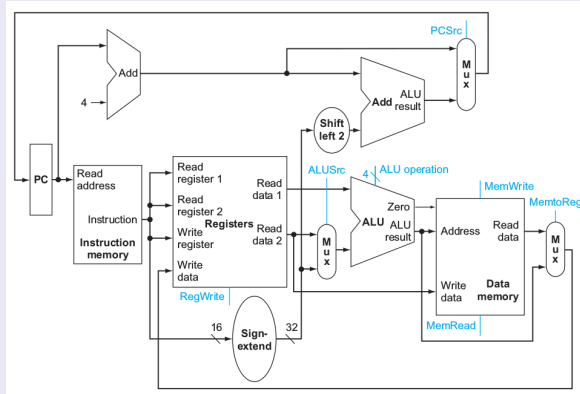 PCSrc
M
u
x
Add
4
Add
ALU
result
Shift
left 2
PC
Read
address
Instruction
Instruction
memory
Read
register 1
Read
register 2
Write
register
Write
data
Registers
Read
data 1
Read
data 2
RegWrite
ALUSrc
M
u
x
4
ALU operation
Zero
ALU
ALU
result
MemWrite
Address
Read
data
Write
data
Data
memory
MemRead
MemtoReg
M
u
x
16
Sign-
extend
32